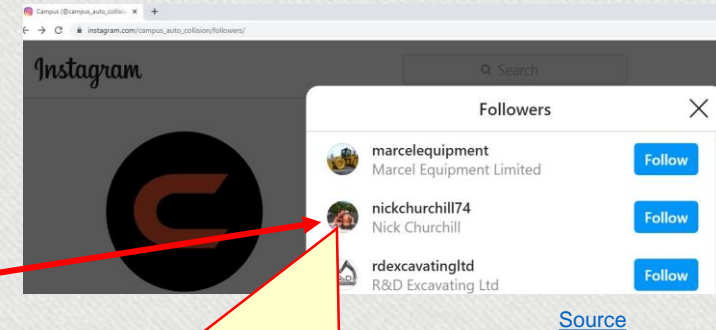 Campus (@campus_auto_collisi
instagram.com/campus_auto_collision/followers/
Instagram
Search
Followers
marcelequipment
Marcel Equipment Limited
Follow
nickchurchill74
Nick Churchill
Follow
rdexcavatingltd
R&D Excavating Ltd
Follow
Source